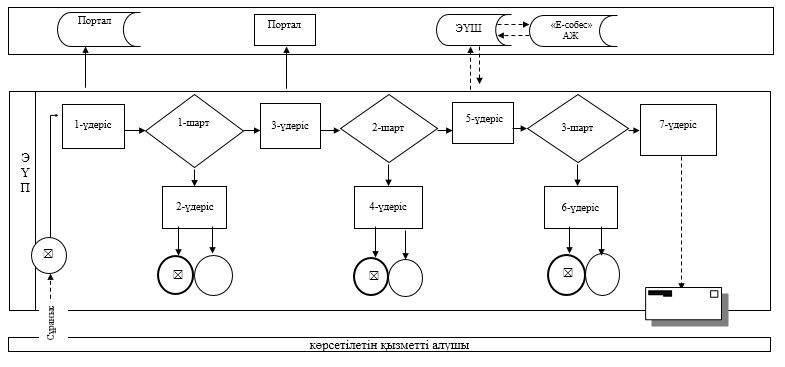 Портал
Портал
ЭҮШ
«Е-собес»
АЖ
Э
Ү
П
1-үдеріс
1-шарт
3-үдеріс
2-шарт
5-үдеріс
3-шарт
7-үдеріс
2-үдеріс
4-үдеріс
6-үдеріс
Сұраныс
көрсетілетін қызметті алушы